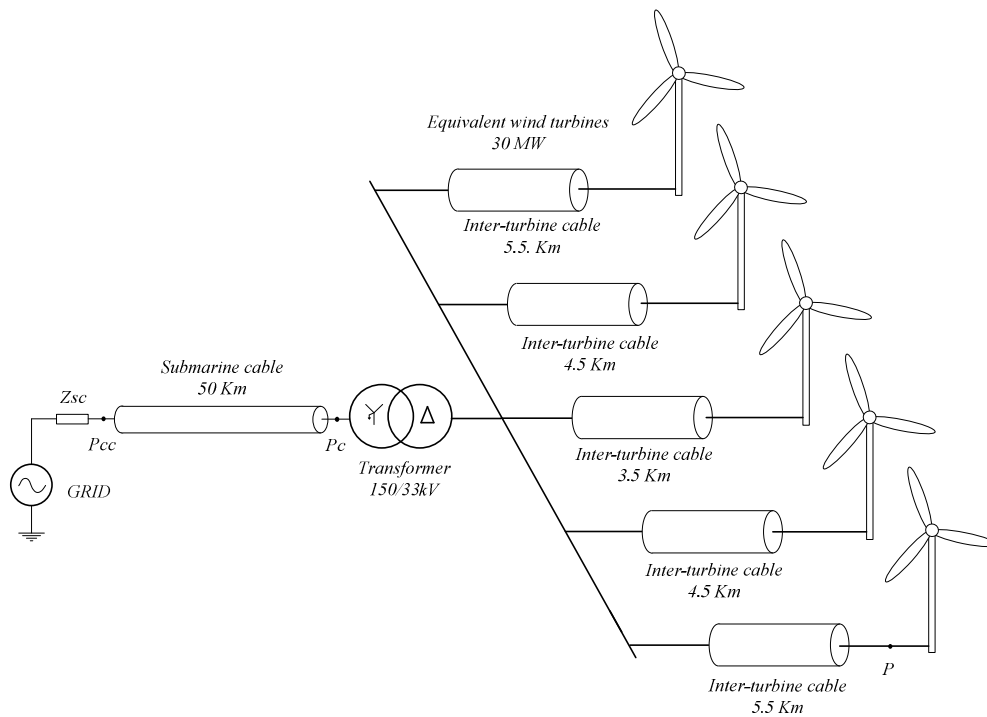 Equivalent wind turbines
30 MW
Inter-turbine cable
5.5. Km
Inter-turbine cable
4.5 Km
Submarine cable
50 Km
Zsc
Pcc
Pc
Δ
GRID
Transformer
150/33kV
Inter-turbine cable
3.5 Km
Inter-turbine cable
4.5 Km
P
Inter-turbine cable
5.5 Km